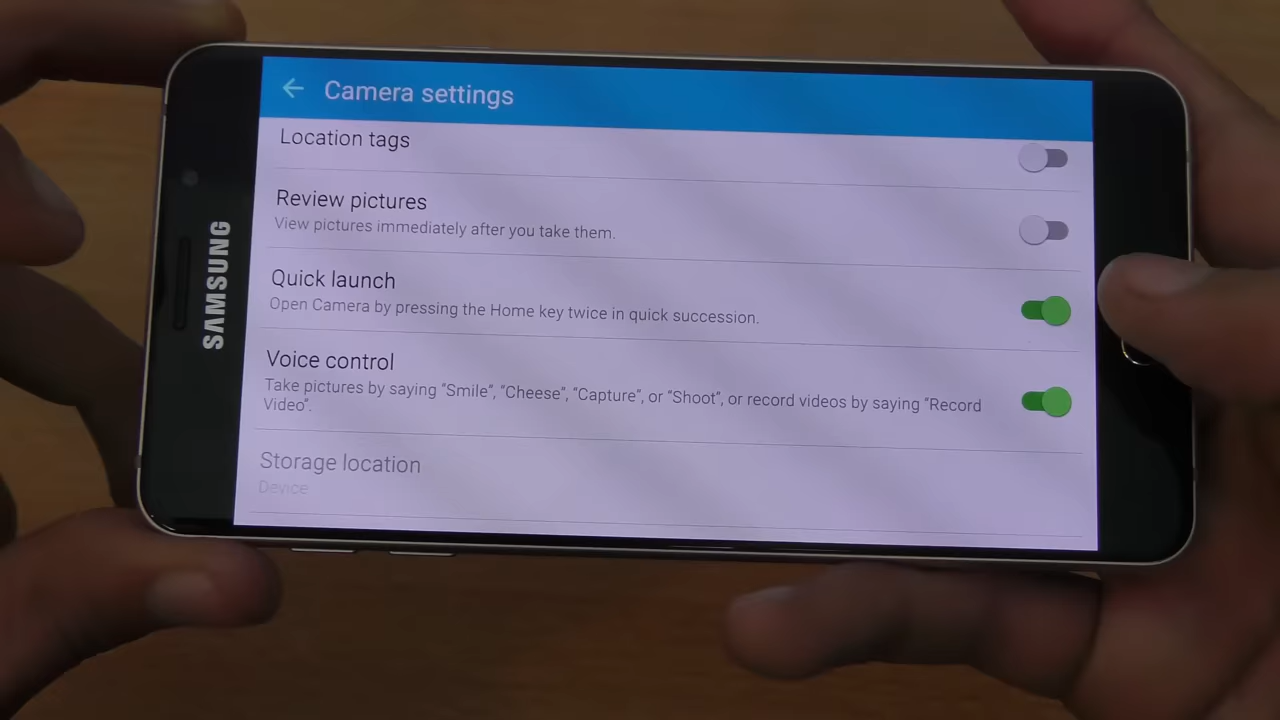 Camera settings
Location tags
Review pictures
View pictures immediately after you take them.
Quick launch
Open Camera by pressing the Home key twice in quick succession.
Voice control
Take pictures by saying “Smile”, “Cheese”, “Capture”, or “Shoot”, or record videos by saying “Record
Video”.
Storage location
Device
SAMSUNG